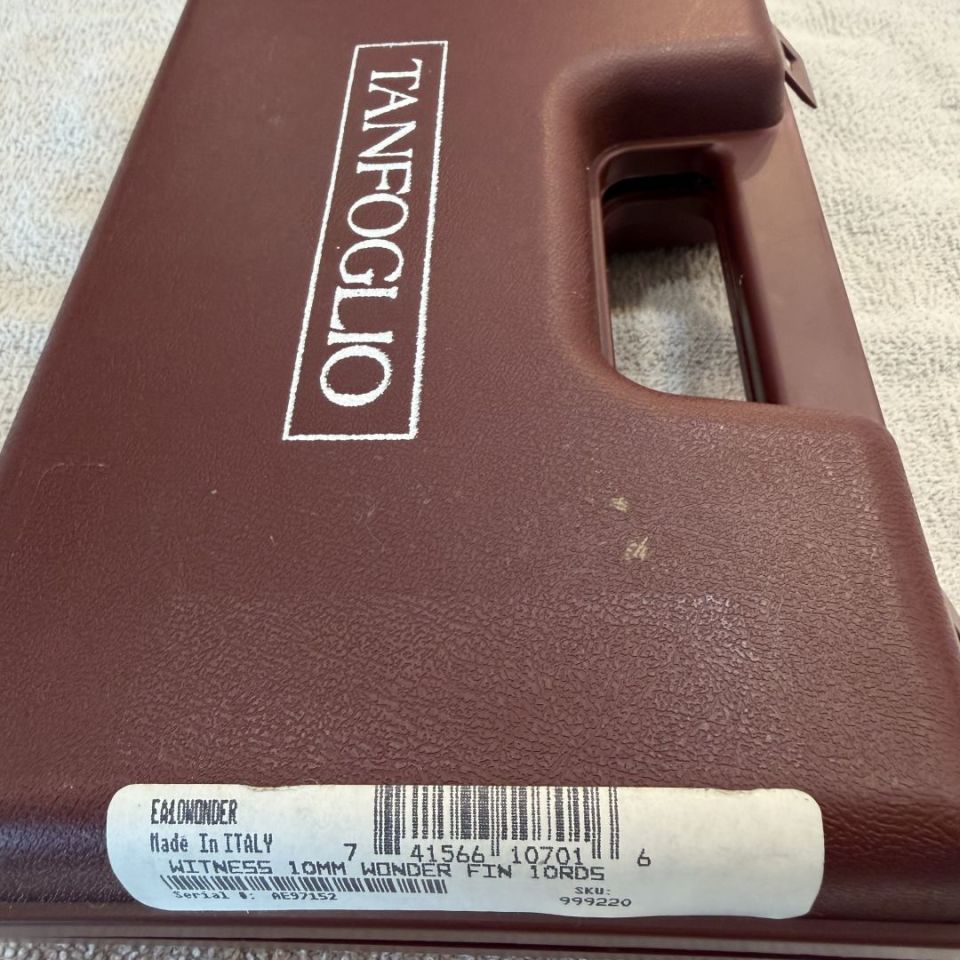 TANFOGLIO
EA10WONDER
Made In ITALY
7 41566 10701 6
WITNESS 10MM WONDER FIN 10RDS
Serial #: AE97152
SKU:
999220